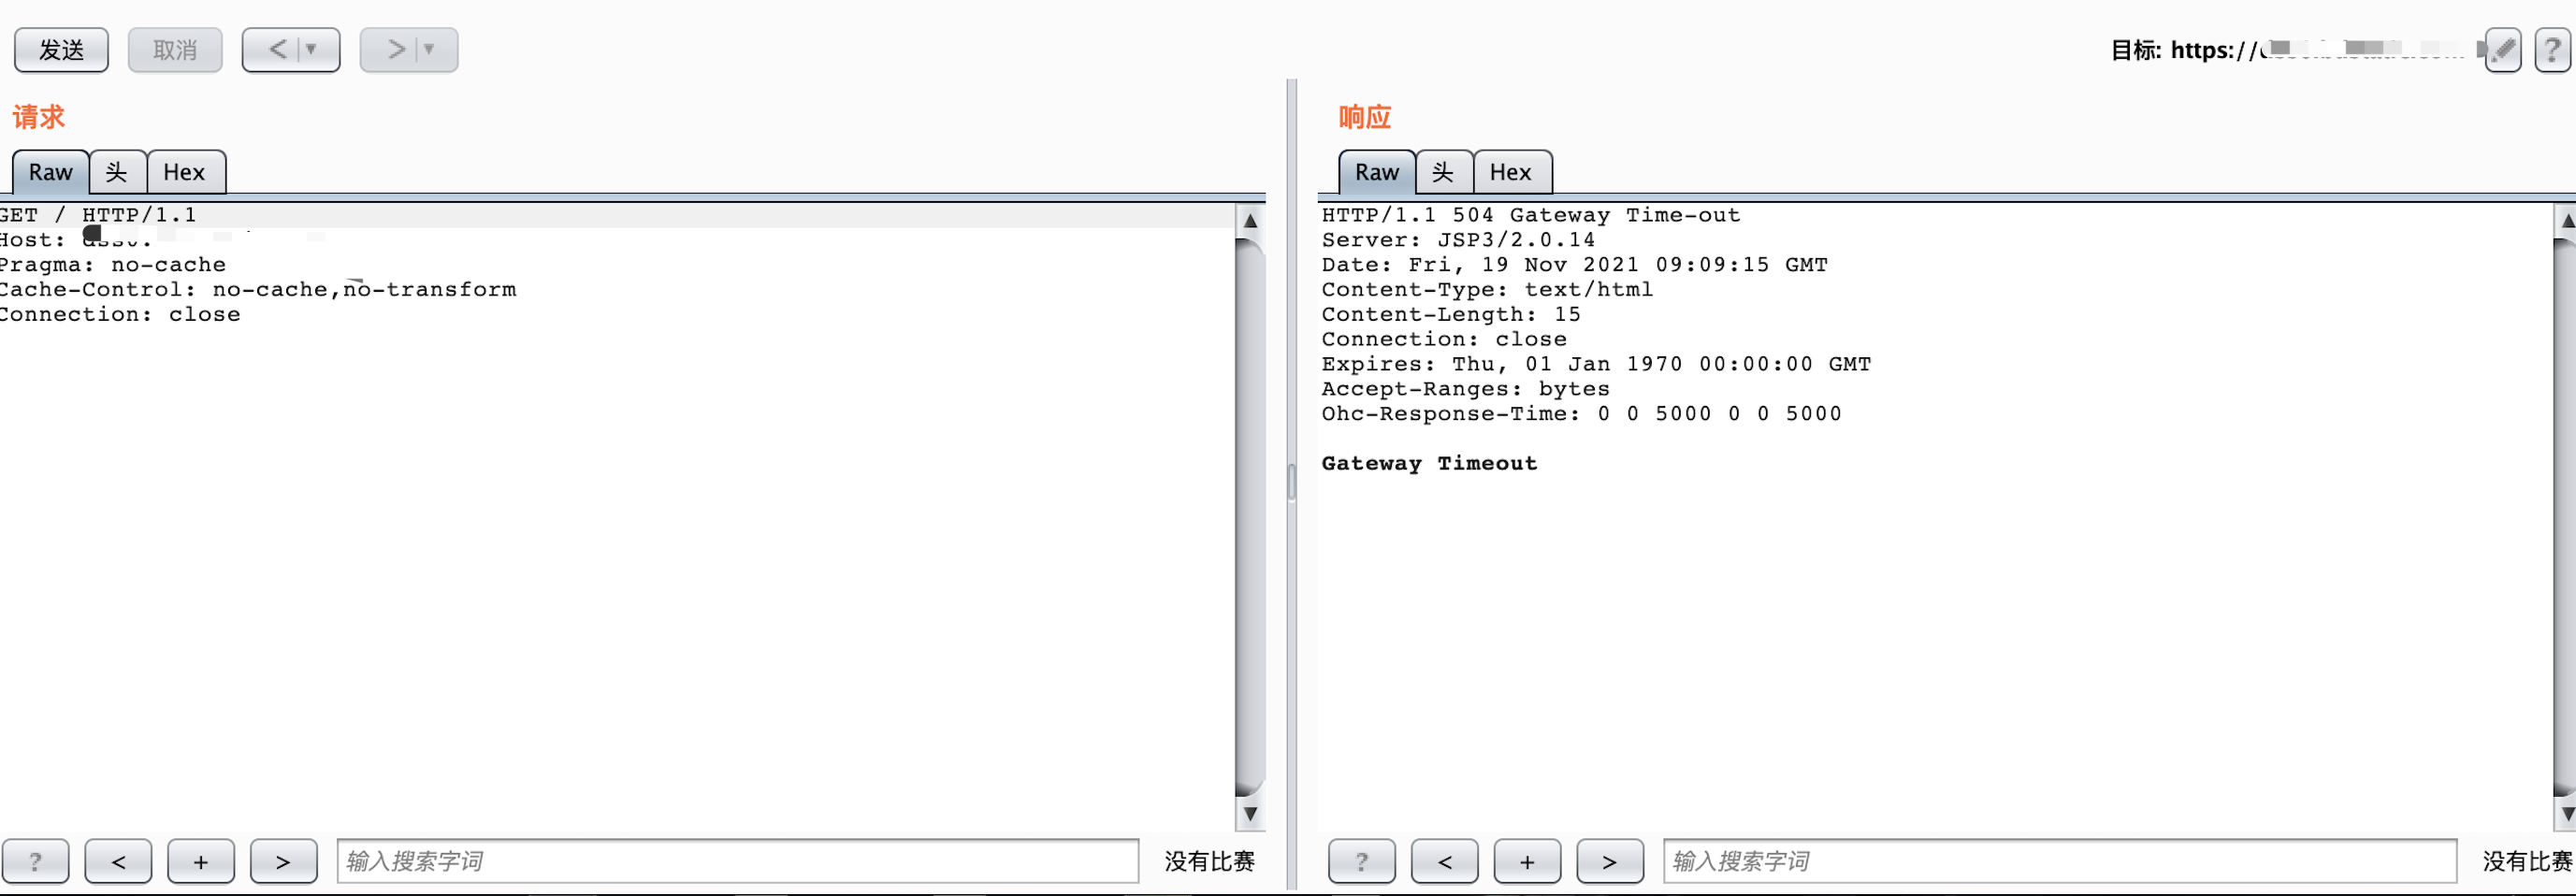 发送 取消 < ▼ > ▼ 目标: https:// ?
请求
Raw 头 Hex
GET / HTTP/1.1
Host:
Pragma: no-cache
Cache-Control: no-cache,no-transform
Connection: close
? < + > 输入搜索字词 没有比赛
响应
Raw 头 Hex
HTTP/1.1 504 Gateway Time-out
Server: JSP3/2.0.14
Date: Fri, 19 Nov 2021 09:09:15 GMT
Content-Type: text/html
Content-Length: 15
Connection: close
Expires: Thu, 01 Jan 1970 00:00:00 GMT
Accept-Ranges: bytes
Ohc-Response-Time: 0 0 5000 0 0 5000
Gateway Timeout
? < + > 输入搜索字词 没有比赛